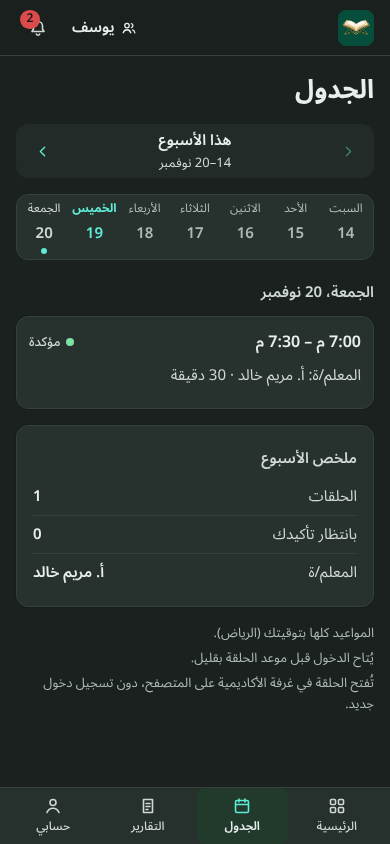 يوسف
2
الجدول
هذا الأسبوع
14–20 نوفمبر
السبت الأحد الاثنين الثلاثاء الأربعاء الخميس الجمعة
14 15 16 17 18 19 20
الجمعة، 20 نوفمبر
7:00 م – 7:30 م
مؤكدة
المعلم/ة: أ. مريم خالد · 30 دقيقة
ملخص الأسبوع
الحلقات 1
بانتظار تأكيدك 0
المعلم/ة أ. مريم خالد
المواعيد كلها بتوقيتك (الرياض).
يُتاح الدخول قبل موعد الحلقة بقليل.
تُفتح الحلقة في غرفة الأكاديمية على المتصفح، دون تسجيل دخول
جديد.
الرئيسية الجدول التقارير حسابي